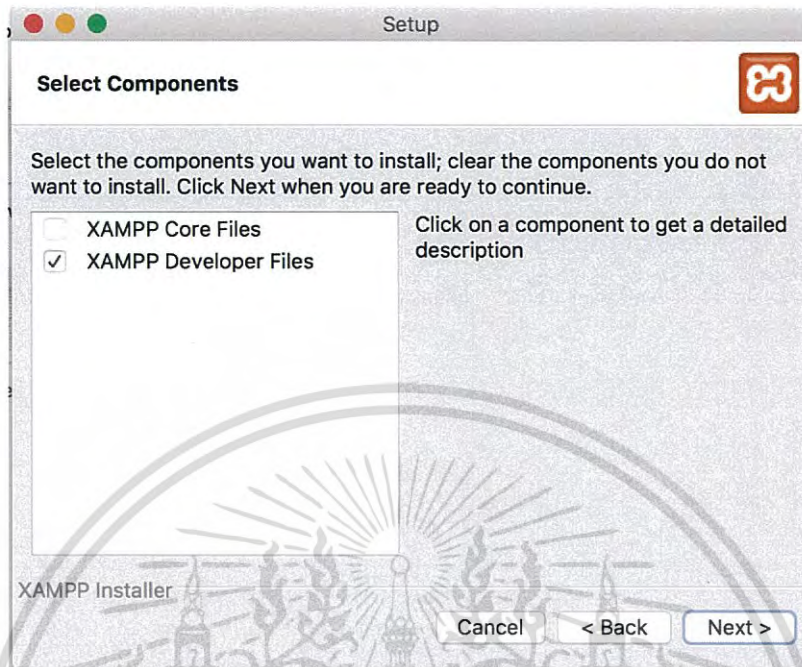 Setup
Select Components
Select the components you want to install; clear the components you do not
want to install. Click Next when you are ready to continue.
XAMPP Core Files
XAMPP Developer Files
Click on a component to get a detailed
description
XAMPP Installer
Cancel
< Back
Next >